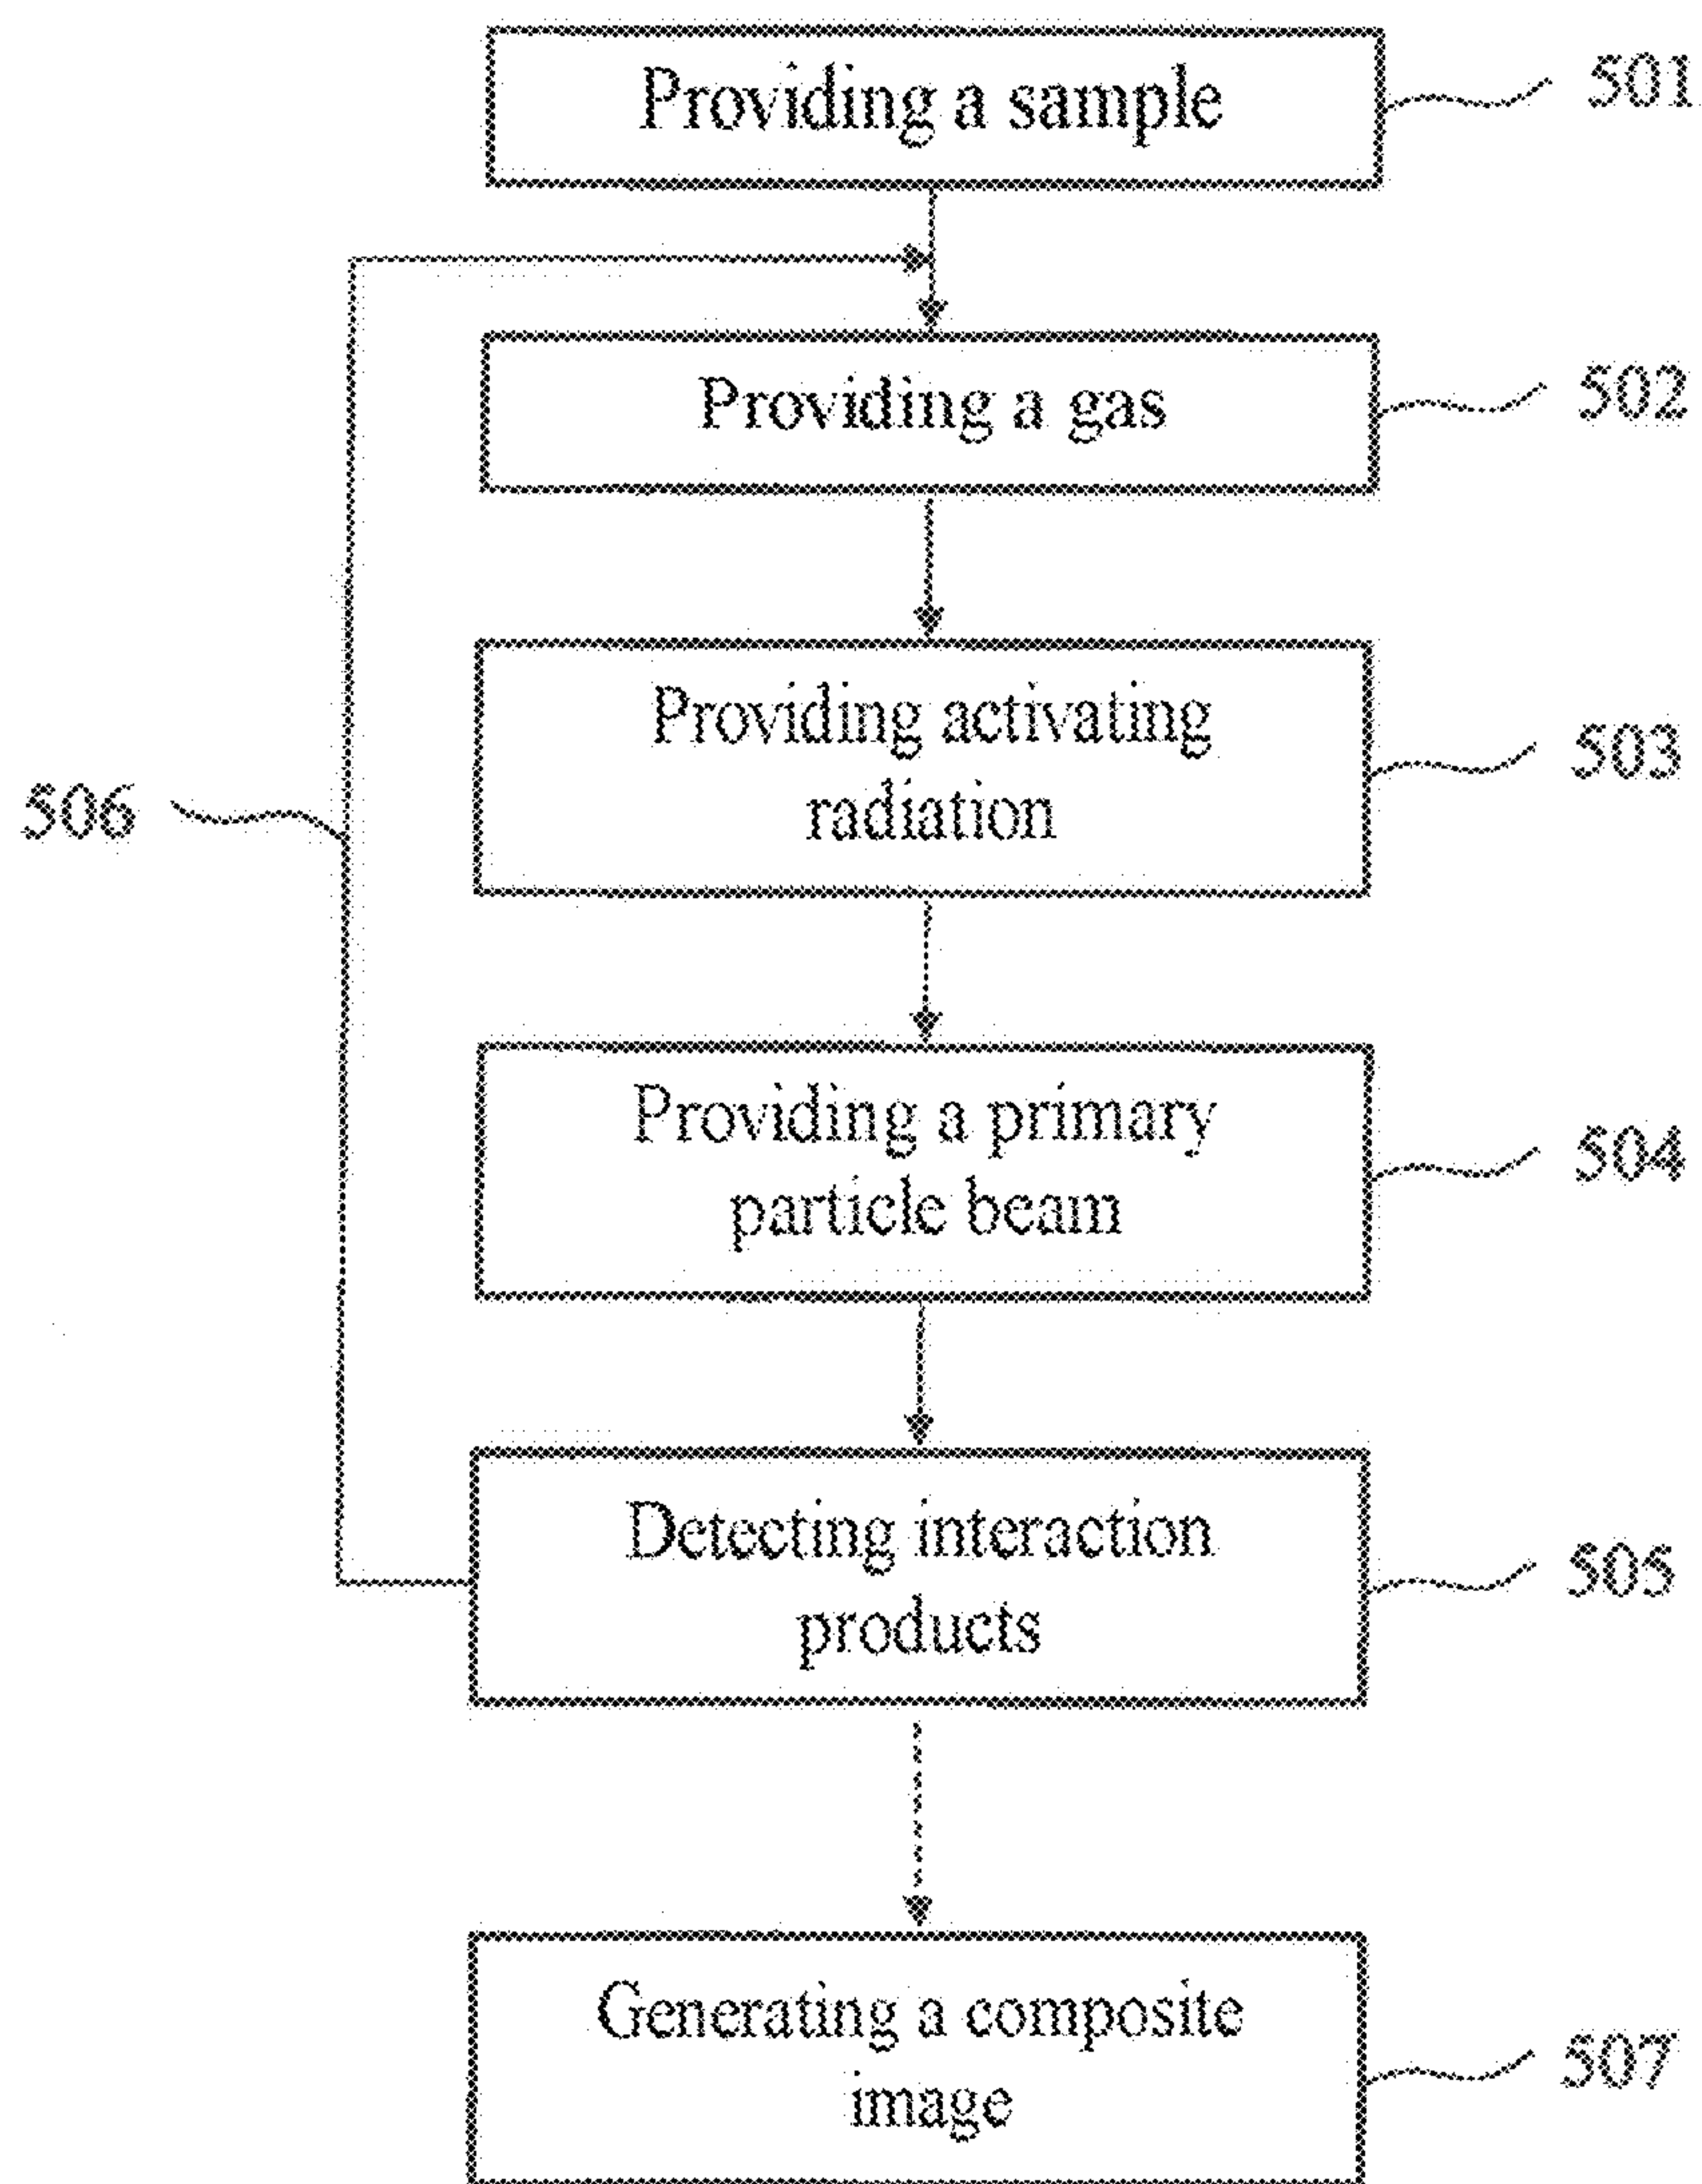 Providing a sample
501
Providing a gas
502
Providing activating
radiation
503
506
Providing a primary
particle beam
504
Detecting interaction
products
505
Generating a composite
image
507